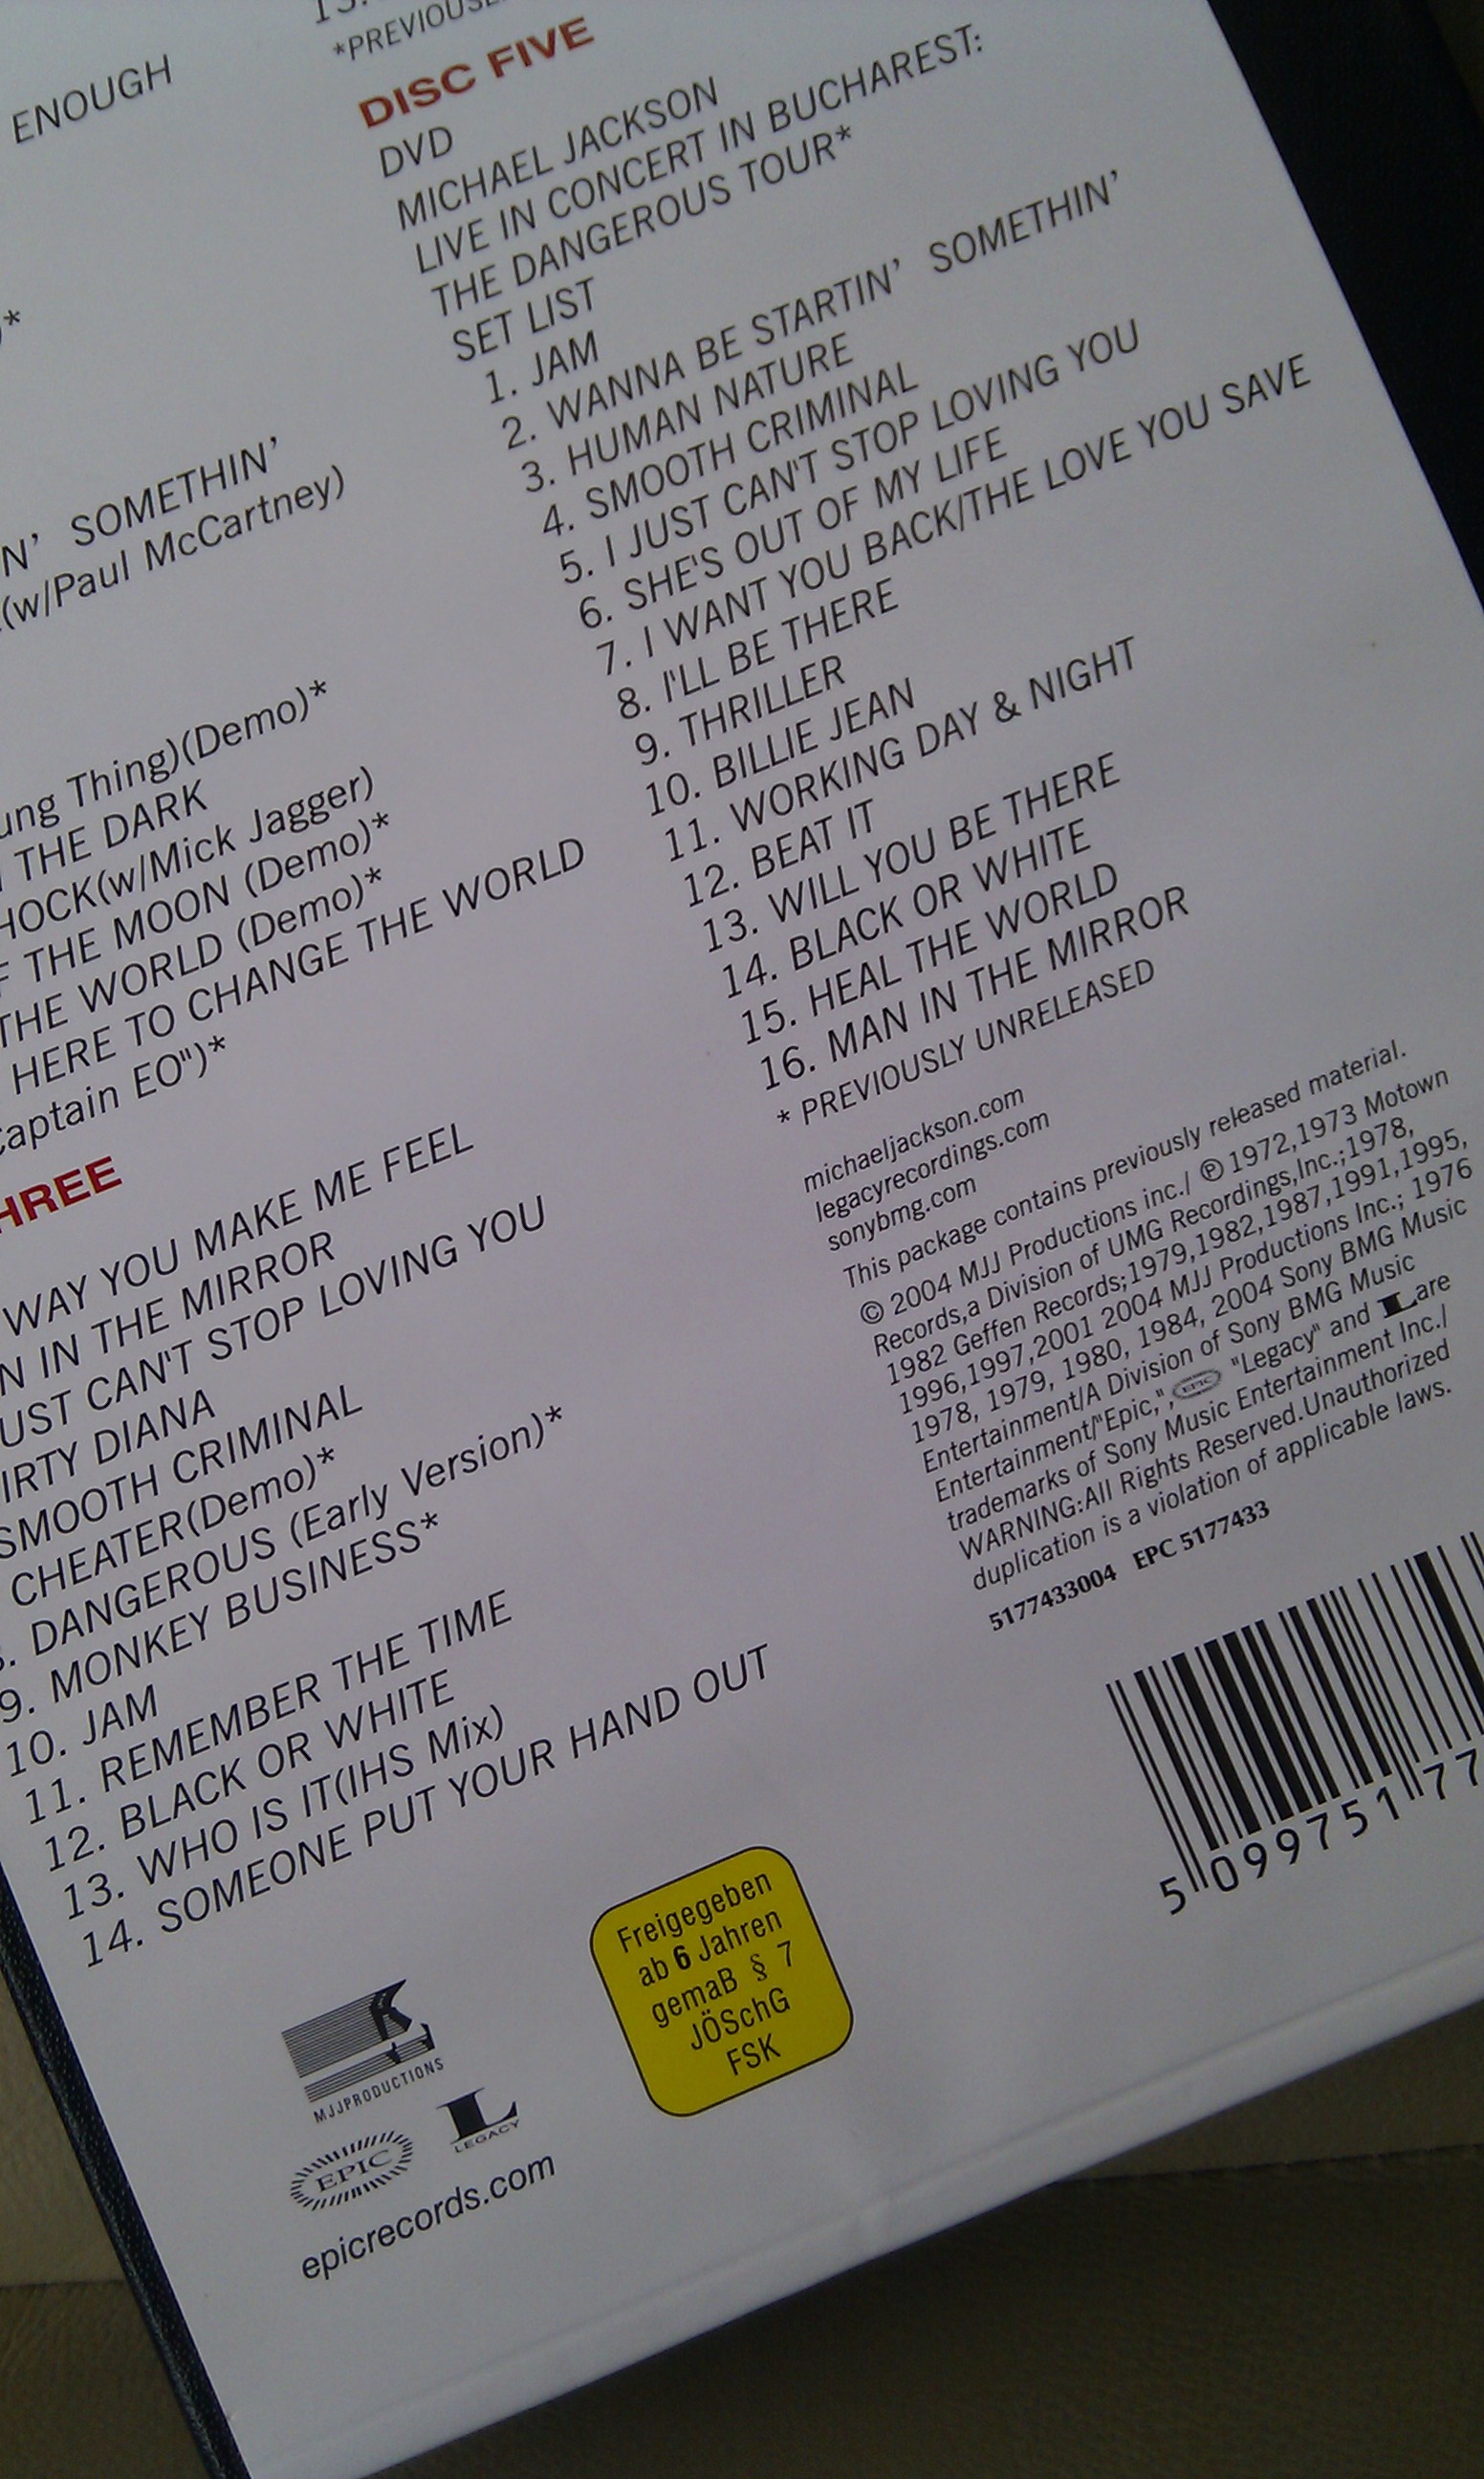 ENOUGH
)*
N' SOMETHIN'
(w/Paul McCartney)
ung Thing)(Demo)*
THE DARK
HOCK(w/Mick Jagger)
F THE MOON (Demo)*
THE WORLD (Demo)*
HERE TO CHANGE THE WORLD
Captain EO")*
HREE
WAY YOU MAKE ME FEEL
N IN THE MIRROR
UST CAN'T STOP LOVING YOU
IRTY DIANA
SMOOTH CRIMINAL
CHEATER(Demo)*
8. DANGEROUS (Early Version)*
9. MONKEY BUSINESS*
10. JAM
11. REMEMBER THE TIME
12. BLACK OR WHITE
13. WHO IS IT(IHS Mix)
14. SOMEONE PUT YOUR HAND OUT
MJJPRODUCTIONS
EPIC
L
LEGACY
epicrecords.com
Freigegeben
ab 6 Jahren
gemaB § 7
JÖSchG
FSK
13.
*PREVIOUSL
DISC FIVE
DVD
MICHAEL JACKSON
LIVE IN CONCERT IN BUCHAREST:
THE DANGEROUS TOUR*
SET LIST
1. JAM
2. WANNA BE STARTIN' SOMETHIN'
3. HUMAN NATURE
4. SMOOTH CRIMINAL
5. I JUST CAN'T STOP LOVING YOU
6. SHE'S OUT OF MY LIFE
7. I WANT YOU BACK/THE LOVE YOU SAVE
8. I'LL BE THERE
9. THRILLER
10. BILLIE JEAN
11. WORKING DAY & NIGHT
12. BEAT IT
13. WILL YOU BE THERE
14. BLACK OR WHITE
15. HEAL THE WORLD
16. MAN IN THE MIRROR
* PREVIOUSLY UNRELEASED
michaeljackson.com
legacyrecordings.com
sonybmg.com
This package contains previously released material.
© 2004 MJJ Productions inc./ ℗ 1972,1973 Motown
Records,a Division of UMG Recordings,Inc.;1978,
1982 Geffen Records;1979,1982,1987,1991,1995,
1996,1997,2001 2004 MJJ Productions Inc.; 1976
1978, 1979, 1980, 1984, 2004 Sony BMG Music
Entertainment/A Division of Sony BMG Music
Entertainment/"Epic,", EPIC "Legacy" and L are
trademarks of Sony Music Entertainment Inc./
WARNING:All Rights Reserved.Unauthorized
duplication is a violation of applicable laws.
5177433004 EPC 5177433
5 099751 77